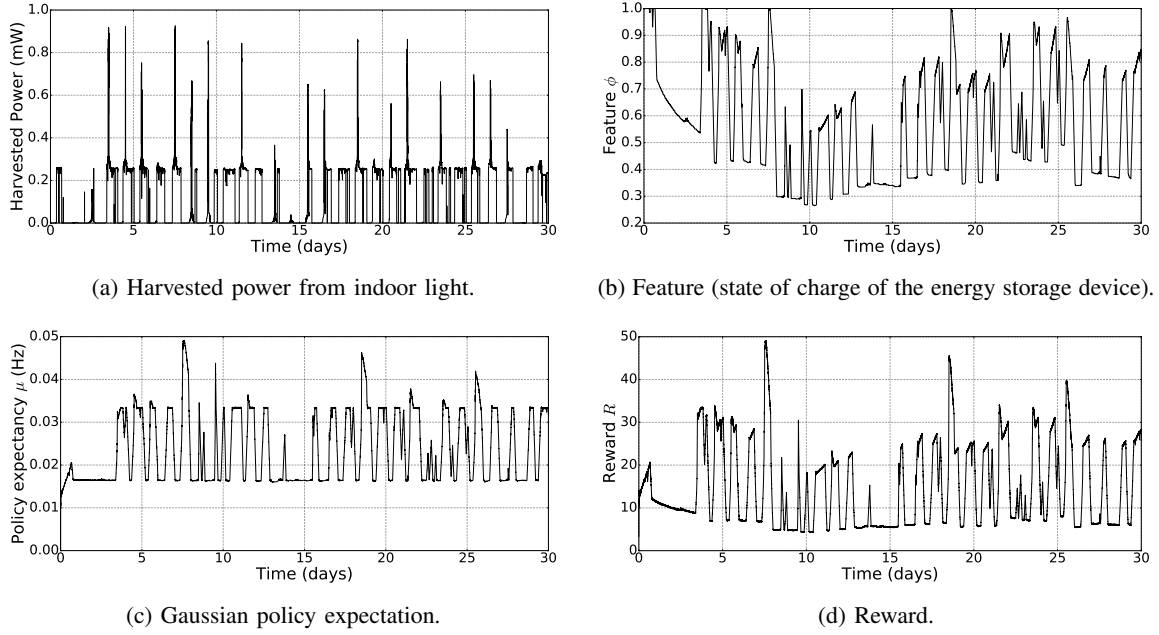 1.0
0.8
0.6
0.4
0.2
0.0
Harvested Power (mW)
0 5 10 15 20 25 30
Time (days)
(a) Harvested power from indoor light.
1.0
0.9
0.8
0.7
0.6
0.5
0.4
0.3
0.2
Feature ϕ
0 5 10 15 20 25 30
Time (days)
(b) Feature (state of charge of the energy storage device).
0.05
0.04
0.03
0.02
0.01
0.00
Policy expectancy μ (Hz)
0 5 10 15 20 25 30
Time (days)
(c) Gaussian policy expectation.
50
40
30
20
10
0
Reward R
0 5 10 15 20 25 30
Time (days)
(d) Reward.